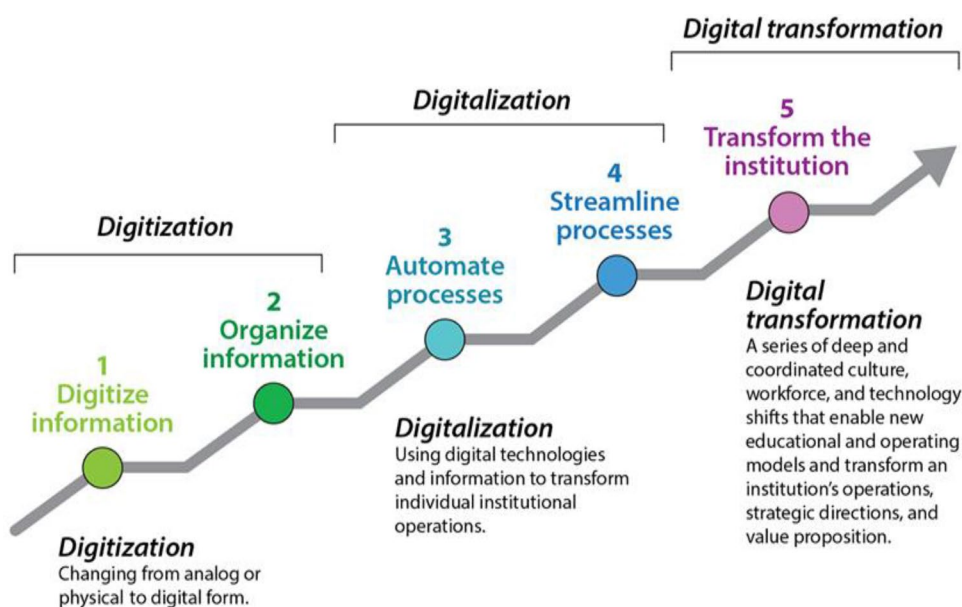 Digital transformation
Digitalization
5
Transform the
institution
4
Streamline
processes
Digitization
3
Automate
processes
2
Organize
information
1
Digitize
information
Digitization
Changing from analog or
physical to digital form.
Digitalization
Using digital technologies
and information to transform
individual institutional
operations.
Digital
transformation
A series of deep and
coordinated culture,
workforce, and technology
shifts that enable new
educational and operating
models and transform an
institution's operations,
strategic directions, and
value proposition.